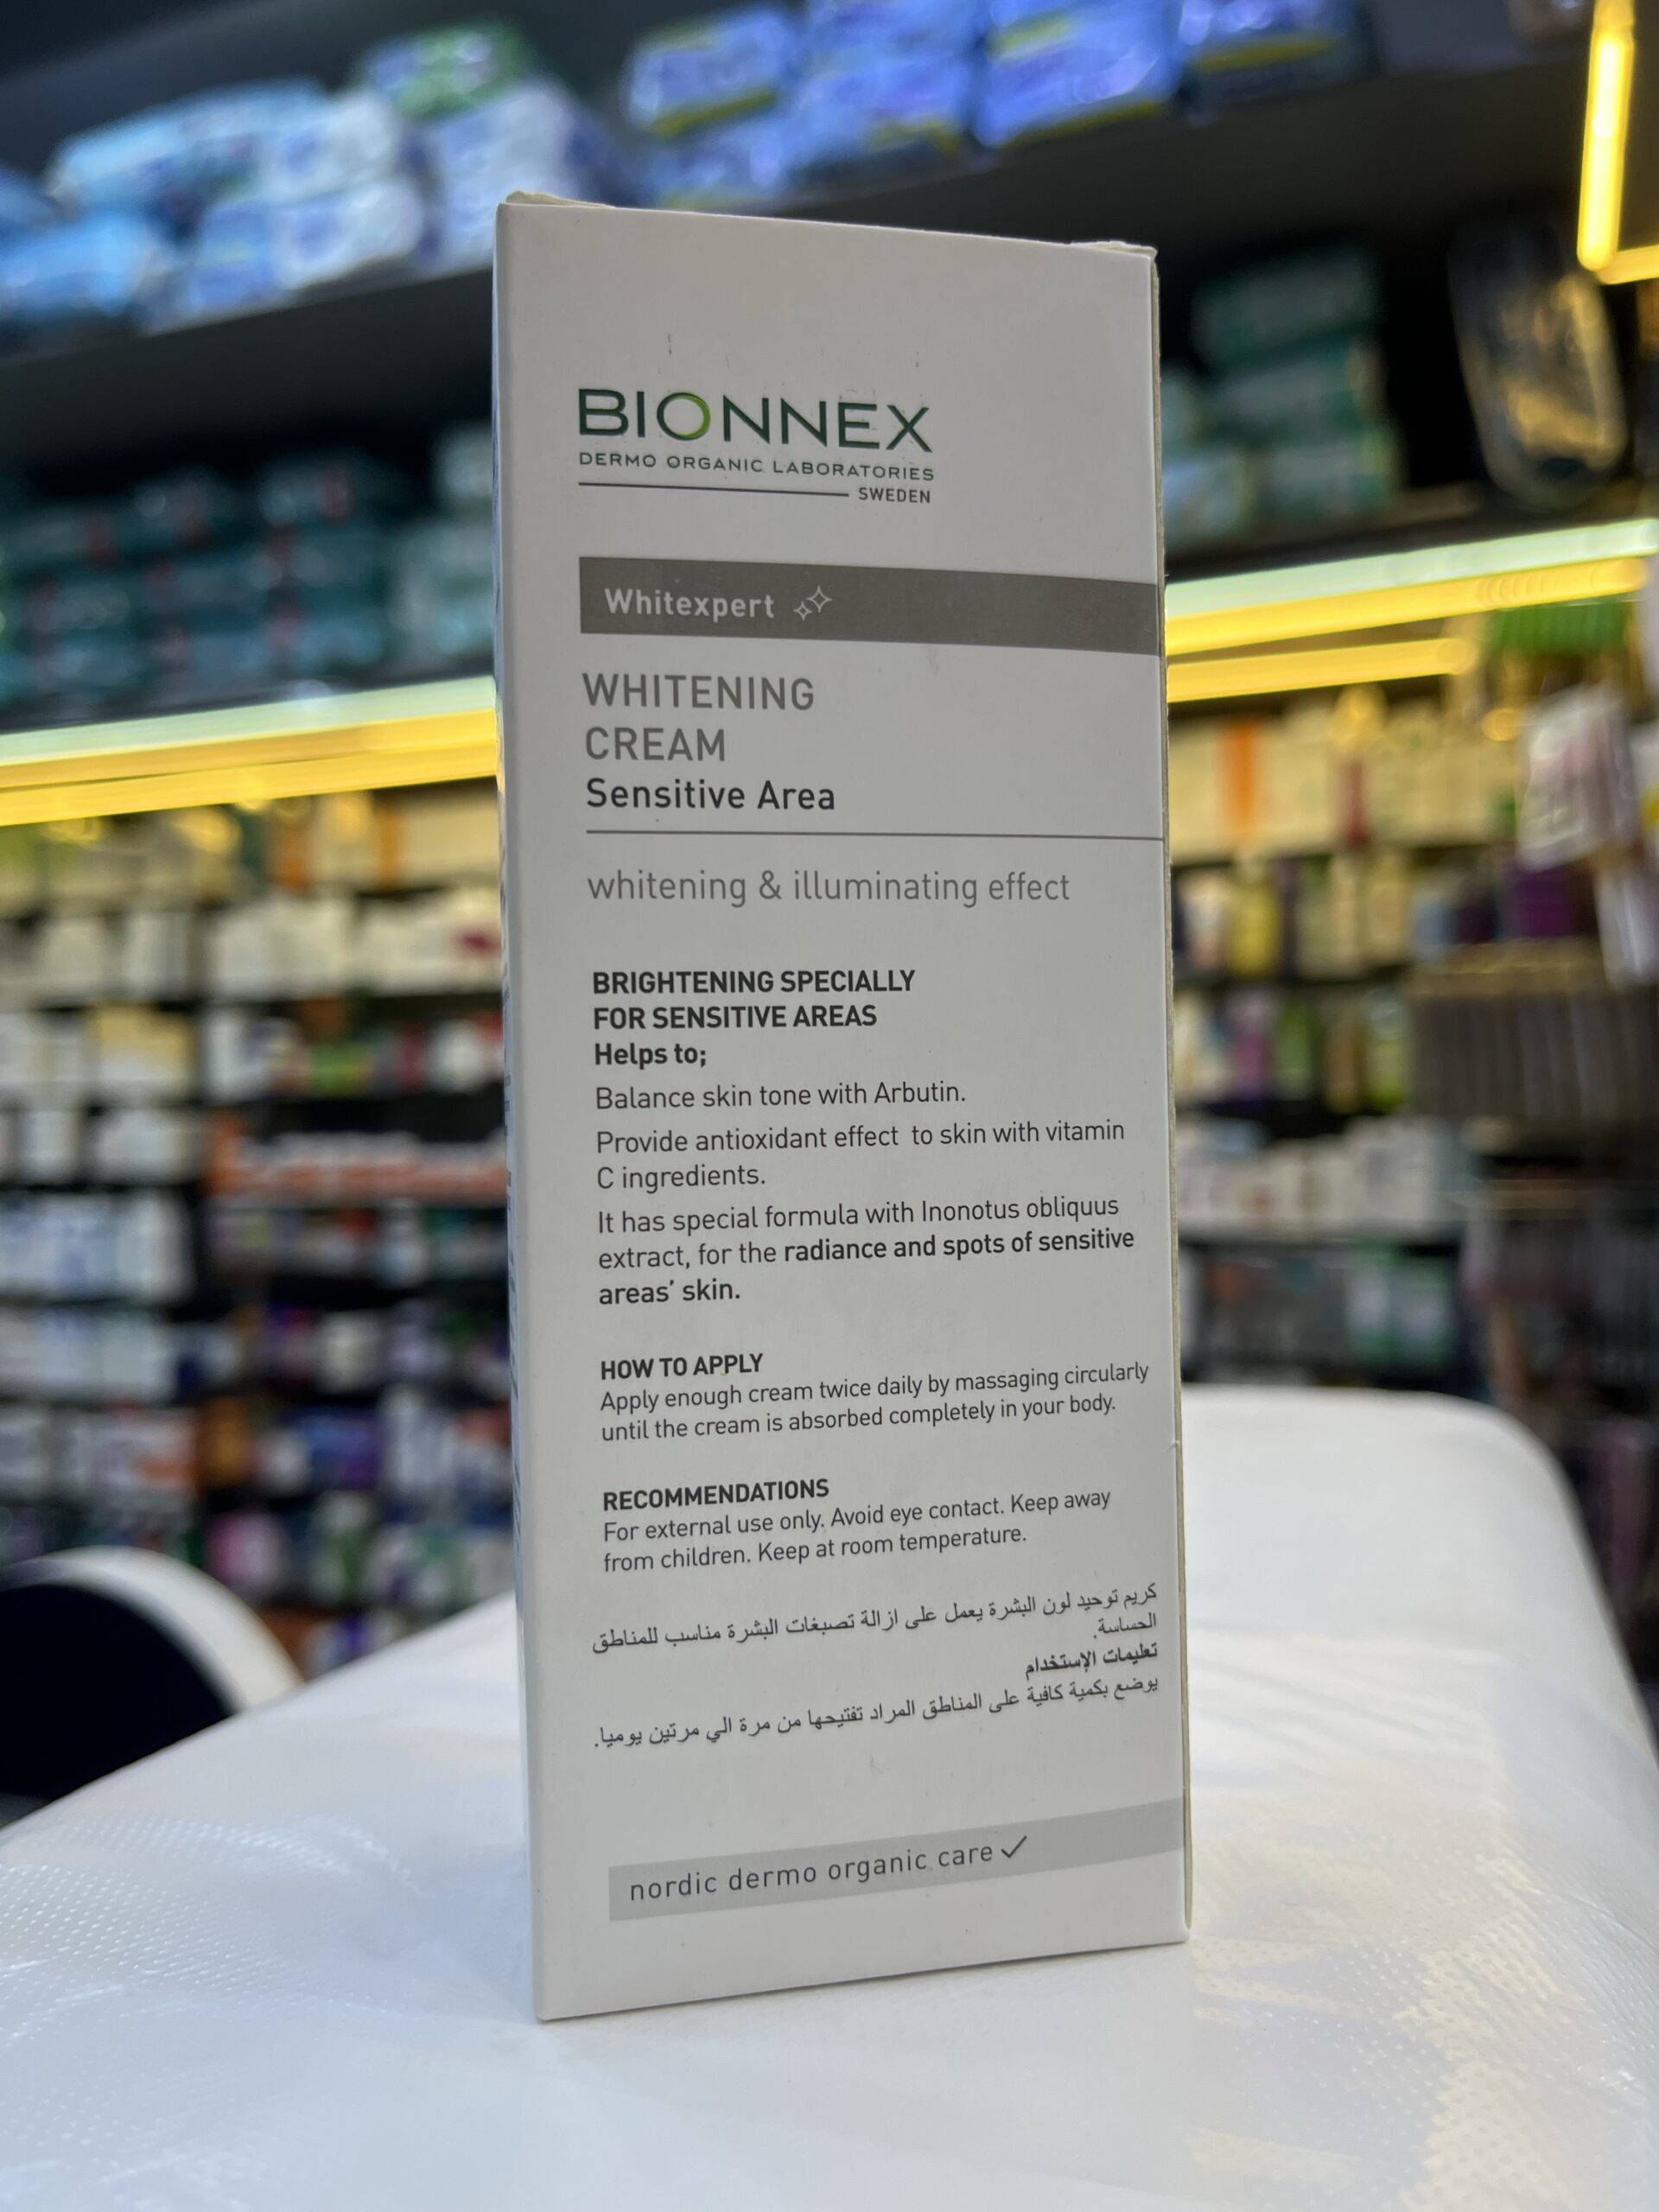 BIONNEX
DERMO ORGANIC LABORATORIES
SWEDEN
Whitexpert
WHITENING
CREAM
Sensitive Area
whitening & illuminating effect
BRIGHTENING SPECIALLY
FOR SENSITIVE AREAS
Helps to;
Balance skin tone with Arbutin.
Provide antioxidant effect to skin with vitamin
C ingredients.
It has special formula with Inonotus obliquus
extract, for the radiance and spots of sensitive
areas' skin.
HOW TO APPLY
Apply enough cream twice daily by massaging circularly
until the cream is absorbed completely in your body.
RECOMMENDATIONS
For external use only. Avoid eye contact. Keep away
from children. Keep at room temperature.
كريم توحيد لون البشرة يعمل على ازالة تصبغات البشرة مناسب للمناطق
الحساسة.
تعليمات الإستخدام
يوضع بكمية كافية على المناطق المراد تفتيحها من مرة الي مرتين يوميا.
nordic dermo organic care ✓